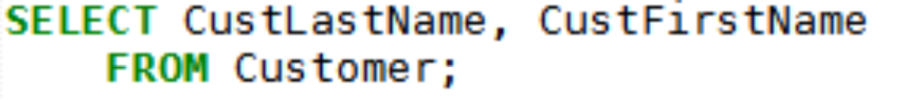 SELECT CustLastName, CustFirstName
FROM Customer;